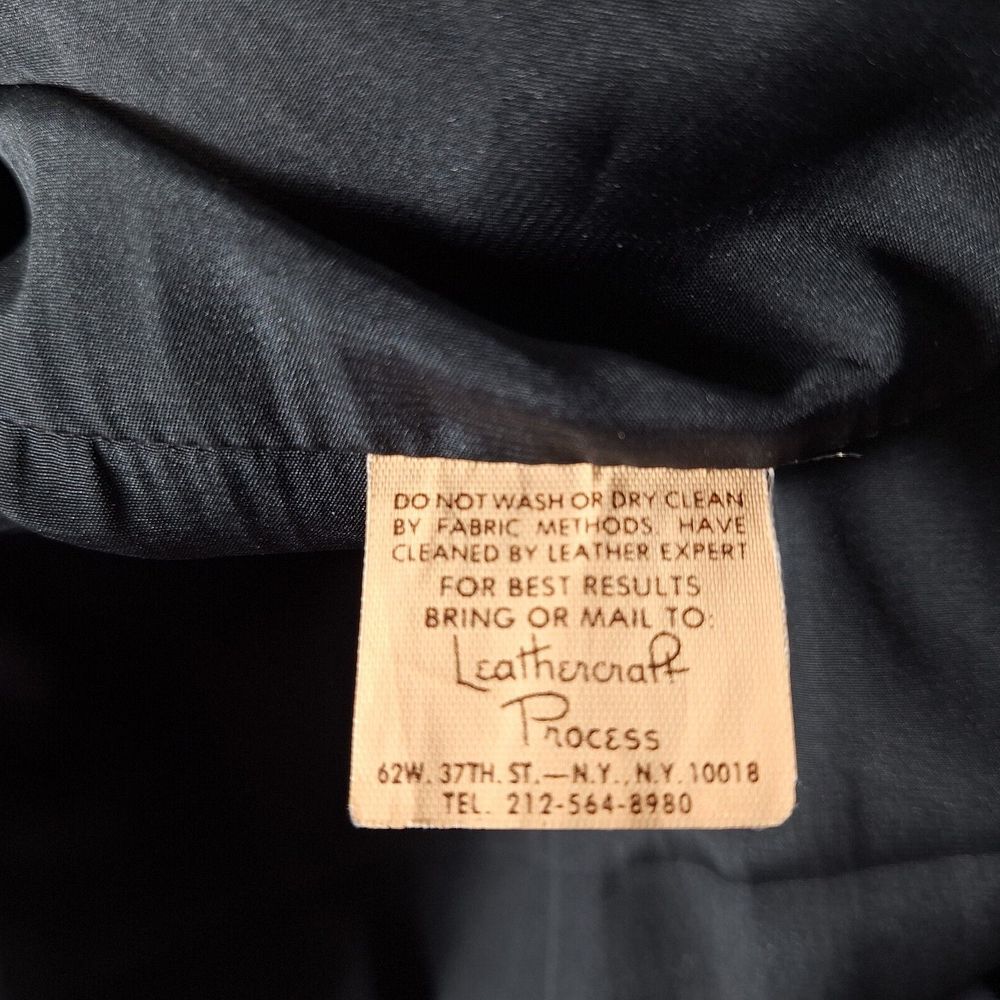 DO NOT WASH OR DRY CLEAN
BY FABRIC METHODS. HAVE
CLEANED BY LEATHER EXPERT
FOR BEST RESULTS
BRING OR MAIL TO:
Leathercraft
Process
62W. 37TH. ST.—N.Y., N.Y. 10018
TEL. 212-564-8980